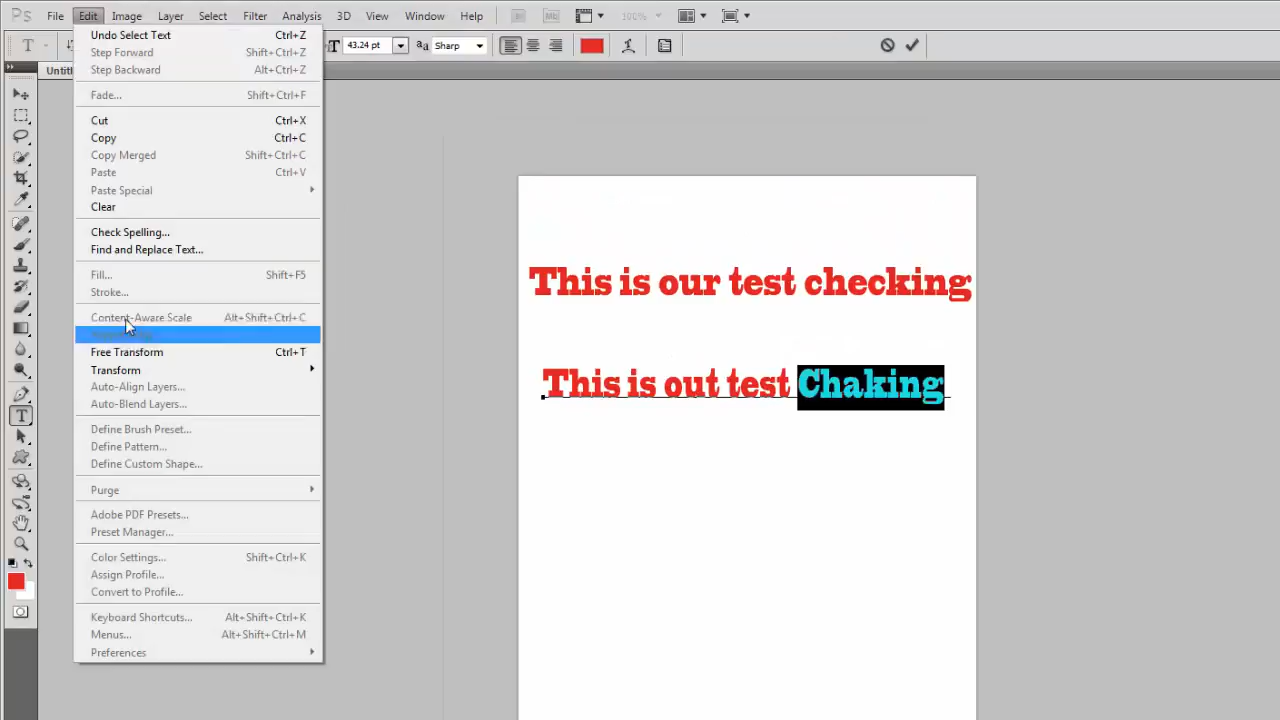 Ps File Edit Image Layer Select Filter Analysis 3D View Window Help Br Mb 100%
T T 43.24 pt aa Sharp
Untitl
Undo Select Text Ctrl+Z
Step Forward Shift+Ctrl+Z
Step Backward Alt+Ctrl+Z
Fade... Shift+Ctrl+F
Cut Ctrl+X
Copy Ctrl+C
Copy Merged Shift+Ctrl+C
Paste Ctrl+V
Paste Special
Clear
Check Spelling...
Find and Replace Text...
Fill... Shift+F5
Stroke...
Content-Aware Scale Alt+Shift+Ctrl+C
Free Transform Ctrl+T
Transform
Auto-Align Layers...
Auto-Blend Layers...
Define Brush Preset...
Define Pattern...
Define Custom Shape...
Purge
Adobe PDF Presets...
Preset Manager...
Color Settings... Shift+Ctrl+K
Assign Profile...
Convert to Profile...
Keyboard Shortcuts... Alt+Shift+Ctrl+K
Menus... Alt+Shift+Ctrl+M
Preferences
T
This is our test checking
This is out test Chaking